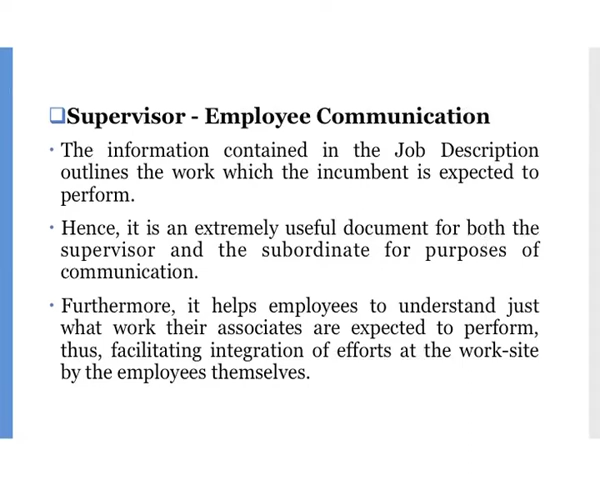 ❑Supervisor - Employee Communication
• The information contained in the Job Description
outlines the work which the incumbent is expected to
perform.
• Hence, it is an extremely useful document for both the
supervisor and the subordinate for purposes of
communication.
• Furthermore, it helps employees to understand just
what work their associates are expected to perform,
thus, facilitating integration of efforts at the work-site
by the employees themselves.